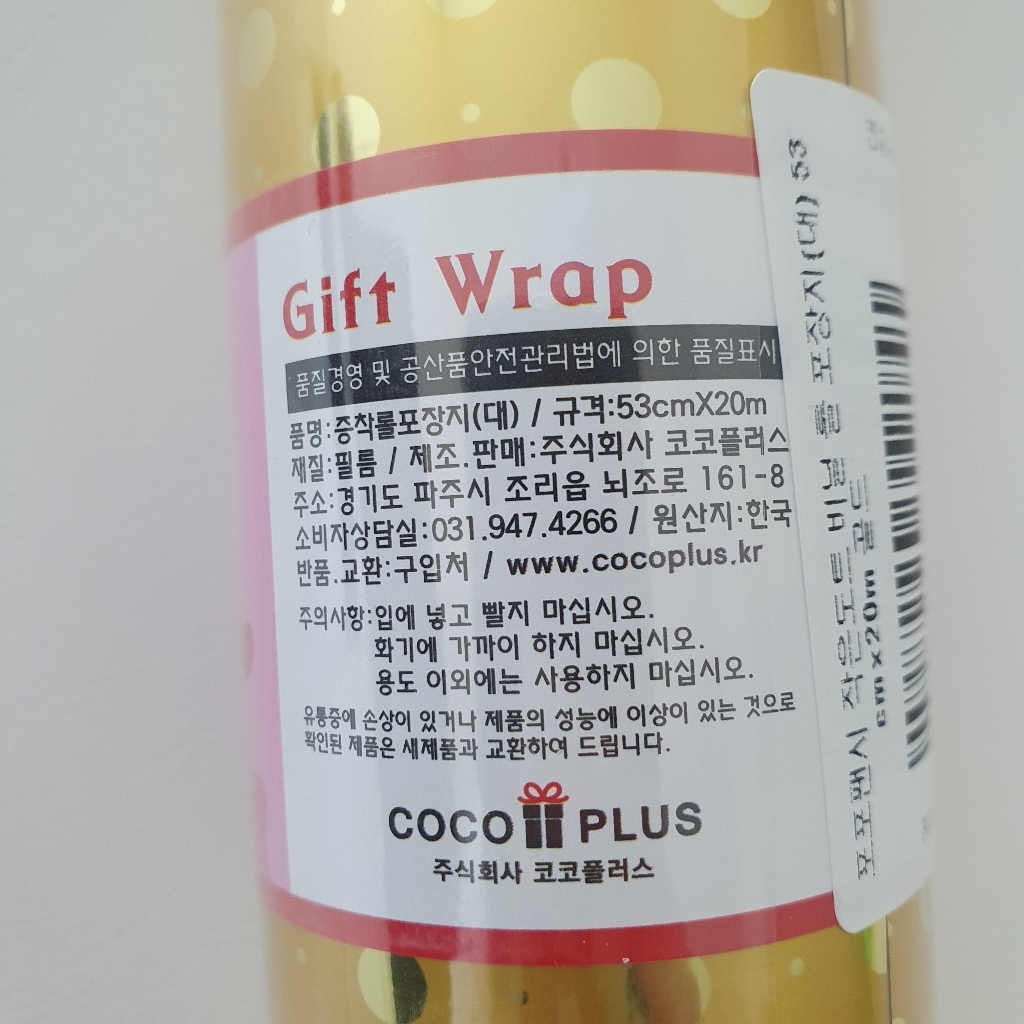 Gift Wrap
품질경영 및 공산품안전관리법에 의한 품질표시
품명:증착롤포장지(대) / 규격:53cmX20m
재질:필름 / 제조.판매:주식회사 코코플러스
주소:경기도 파주시 조리읍 뇌조로 161-8
소비자상담실:031.947.4266 / 원산지:한국
반품.교환:구입처 / www.cocoplus.kr
주의사항:입에 넣고 빨지 마십시오.
화기에 가까이 하지 마십시오.
용도 이외에는 사용하지 마십시오.
유통중에 손상이 있거나 제품의 성능에 이상이 있는 것으로
확인된 제품은 새제품과 교환하여 드립니다.
COCO PLUS
주식회사 코코플러스
포포팬시 작은도트비닐 롤 포장지(대) 53
cmx20m 골드